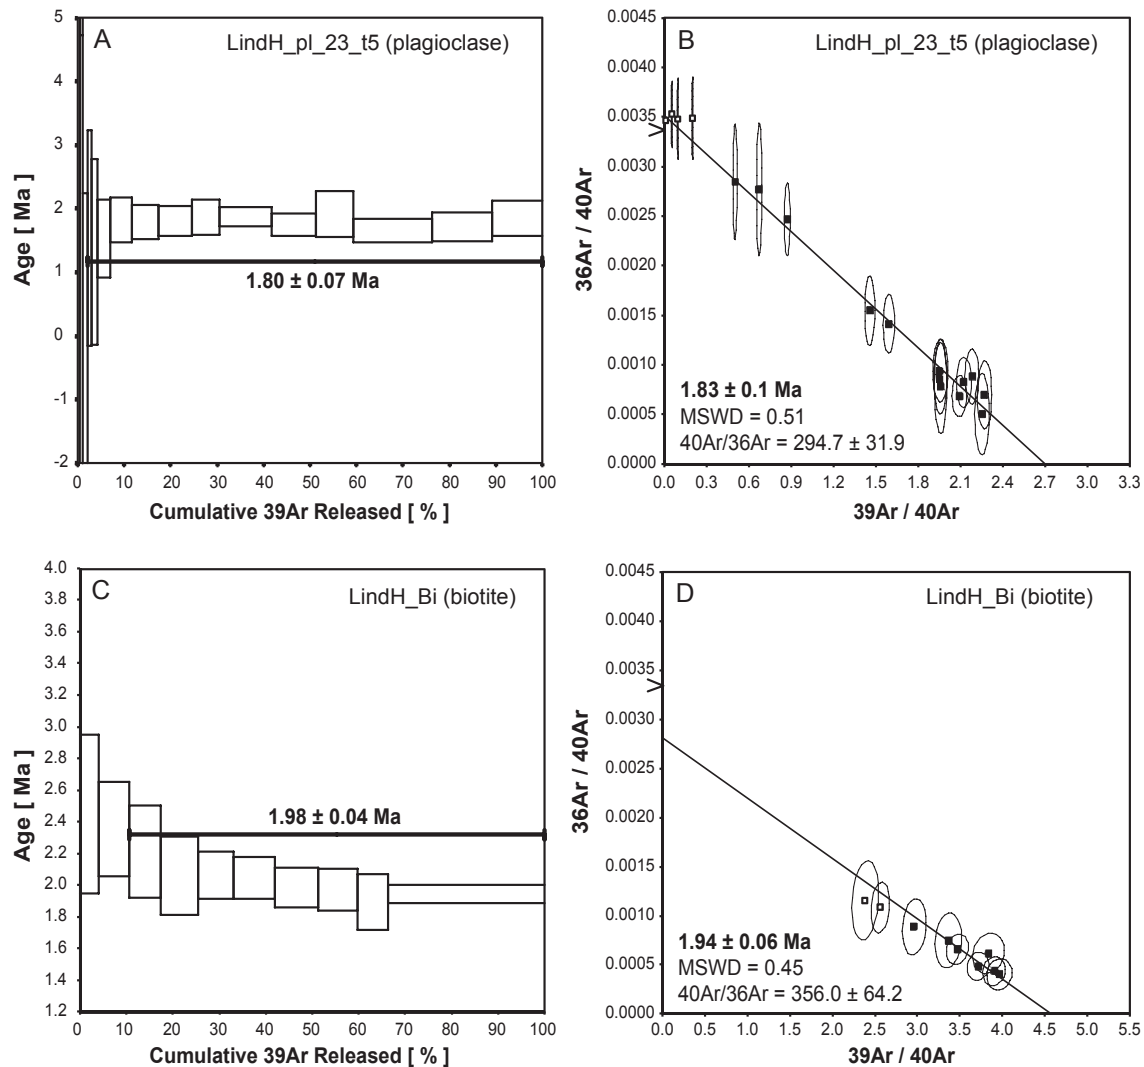 A
LindH_pl_23_t5 (plagioclase)
5
4
3
2
1
0
-1
-2
Age [ Ma ]
1.80 ± 0.07 Ma
0 10 20 30 40 50 60 70 80 90 100
Cumulative 39Ar Released [ % ]
B
LindH_pl_23_t5 (plagioclase)
0.0045
0.0040
0.0035
0.0030
0.0025
0.0020
0.0015
0.0010
0.0005
0.0000
36Ar / 40Ar
1.83 ± 0.1 Ma
MSWD = 0.51
40Ar/36Ar = 294.7 ± 31.9
0.0 0.3 0.6 0.9 1.2 1.5 1.8 2.1 2.4 2.7 3.0 3.3
39Ar / 40Ar
C
LindH_Bi (biotite)
4.0
3.8
3.6
3.4
3.2
3.0
2.8
2.6
2.4
2.2
2.0
1.8
1.6
1.4
1.2
Age [ Ma ]
1.98 ± 0.04 Ma
0 10 20 30 40 50 60 70 80 90 100
Cumulative 39Ar Released [ % ]
D
LindH_Bi (biotite)
0.0045
0.0040
0.0035
0.0030
0.0025
0.0020
0.0015
0.0010
0.0005
0.0000
36Ar / 40Ar
1.94 ± 0.06 Ma
MSWD = 0.45
40Ar/36Ar = 356.0 ± 64.2
0.0 0.5 1.0 1.5 2.0 2.5 3.0 3.5 4.0 4.5 5.0 5.5
39Ar / 40Ar